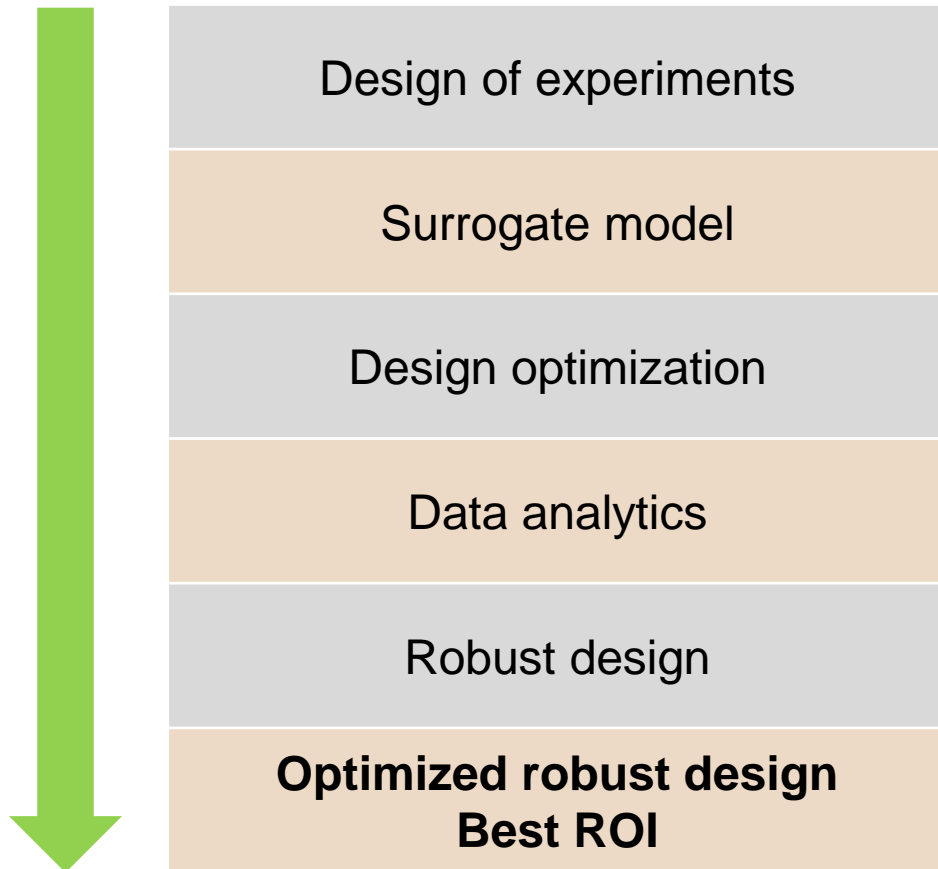 Design of experiments
Surrogate model
Design optimization
Data analytics
Robust design
Optimized robust design
Best ROI